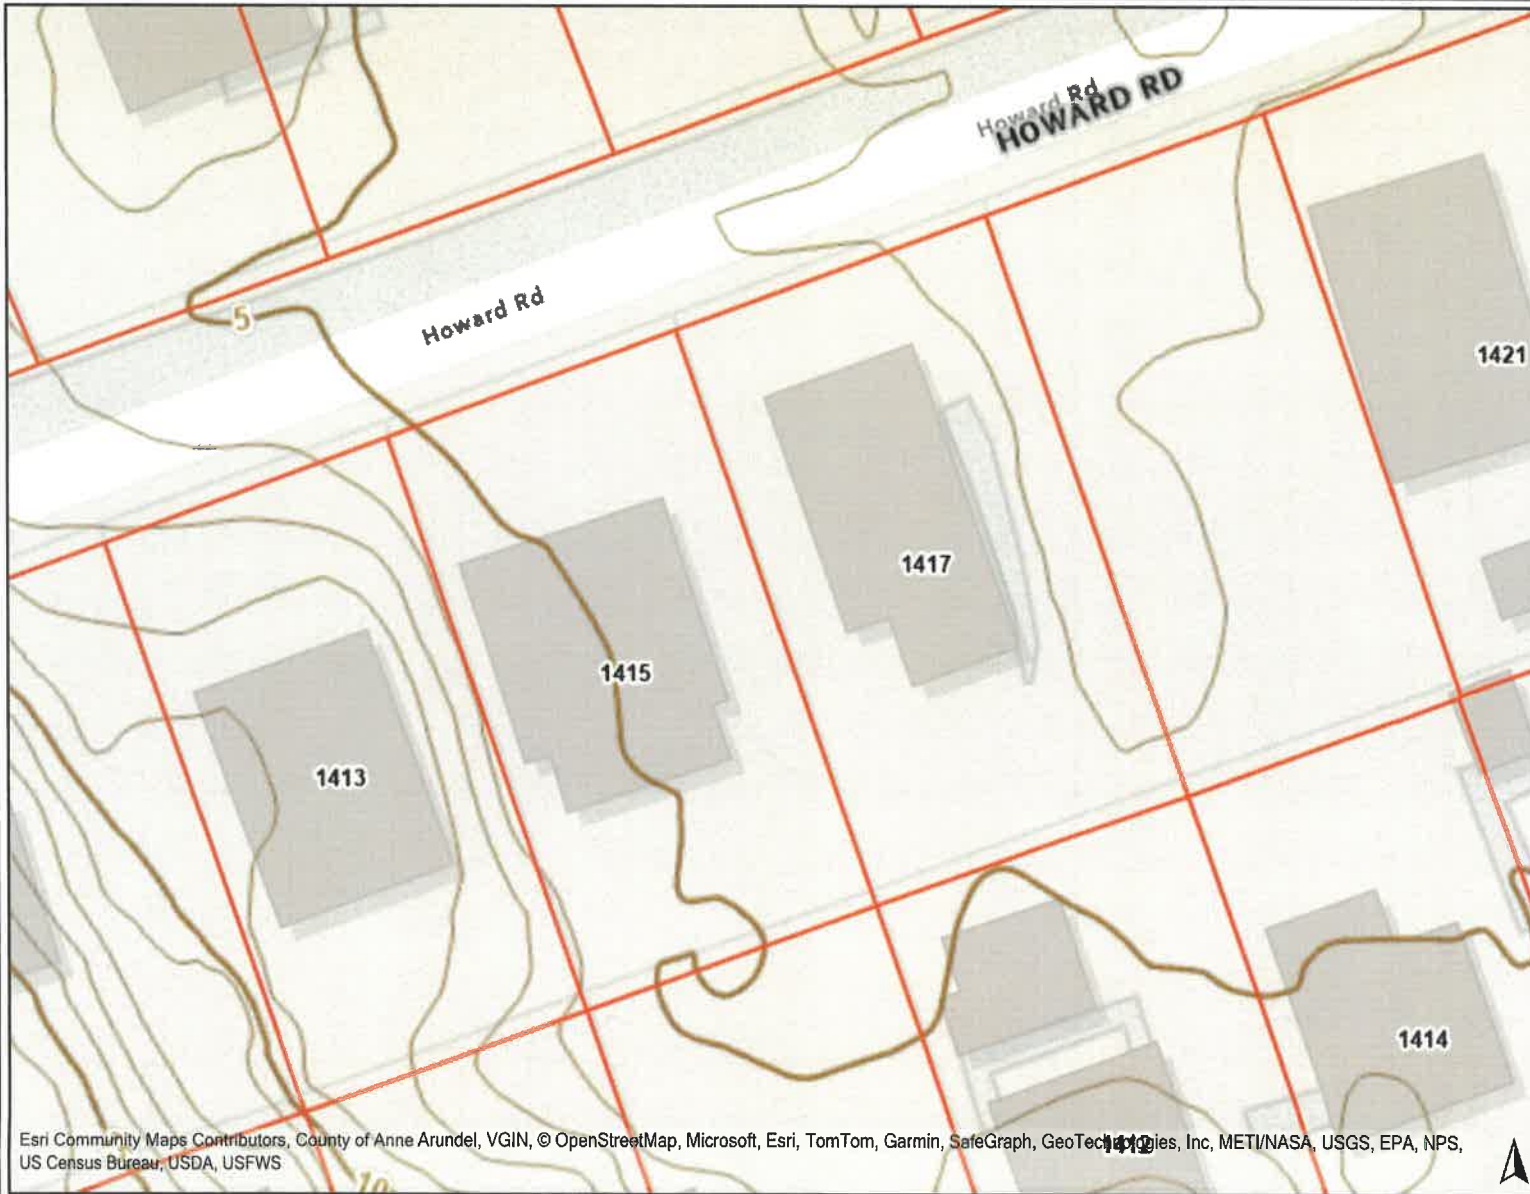 Howard Rd
HOWARD RD
5
Howard Rd
1421
1417
1415
1413
1414
1412
Esri Community Maps Contributors, County of Anne Arundel, VGIN, © OpenStreetMap, Microsoft, Esri, TomTom, Garmin, SafeGraph, GeoTechnologies, Inc, METI/NASA, USGS, EPA, NPS,
US Census Bureau, USDA, USFWS
10